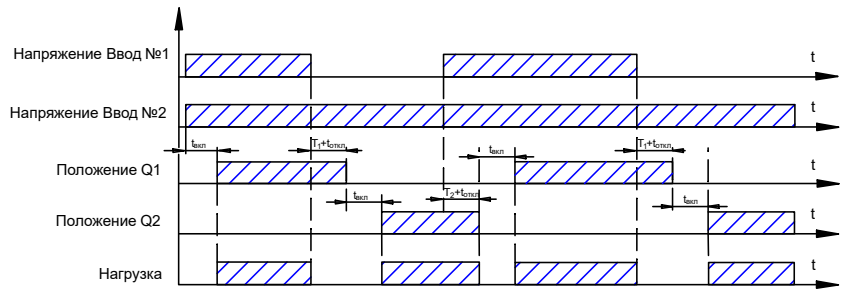 Напряжение Ввод №1
t
Напряжение Ввод №2
t
tвкл
T₁+tоткл
tвкл
T₁+tоткл
Положение Q1
t
tвкл
T₂+tоткл
tвкл
Положение Q2
t
Нагрузка
t